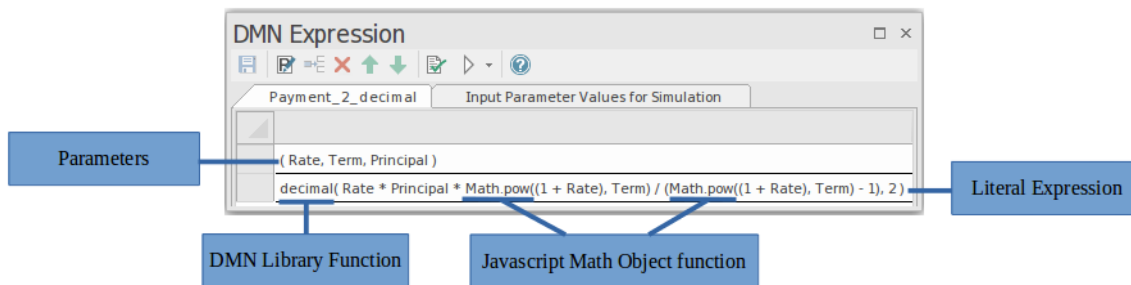 DMN Expression
Payment_2_decimal
Input Parameter Values for Simulation
Parameters
( Rate, Term, Principal )
decimal( Rate * Principal * Math.pow((1 + Rate), Term) / (Math.pow((1 + Rate), Term) - 1), 2 )
Literal Expression
DMN Library Function
Javascript Math Object function